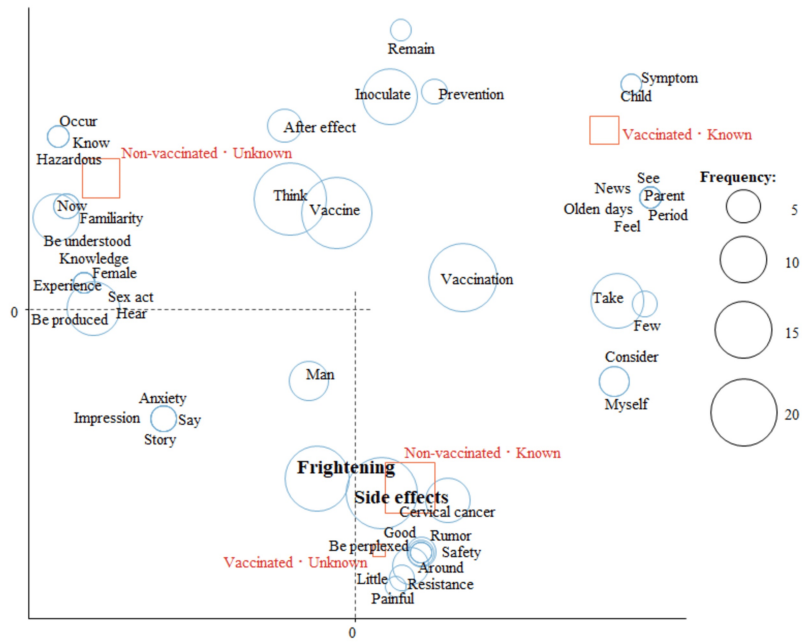 Remain
Inoculate
Prevention
Symptom
Child
Occur
Know
Hazardous
After effect
Vaccinated・Known
Non-vaccinated・Unknown
Frequency:
See
News
Parent
Olden days
Period
Feel
5
Now
Familiarity
Think
Vaccine
Be understood
Knowledge
Female
Experience
Sex act
Hear
Be produced
Vaccination
10
Take
Few
0
15
Consider
Myself
Man
Anxiety
Impression
Say
Story
20
Non-vaccinated・Known
Frightening
Side effects
Cervical cancer
Good
Rumor
Be perplexed
Safety
Vaccinated・Unknown
Around
Little
Resistance
Painful
0